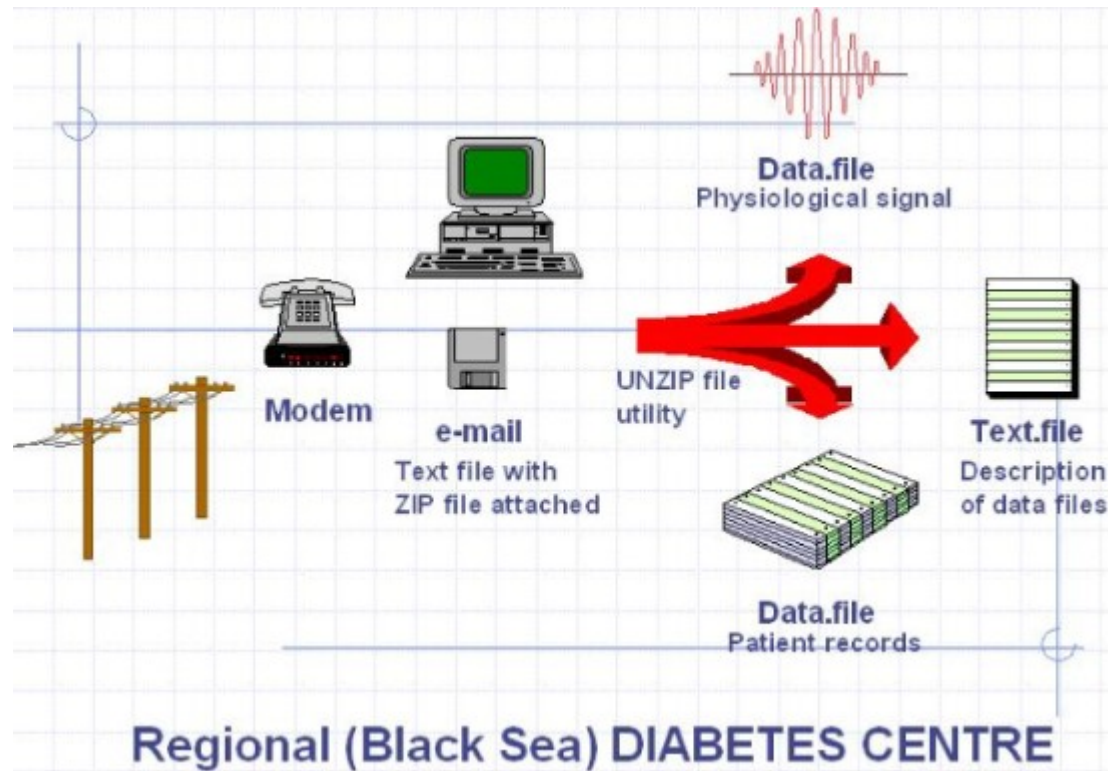 Data.file
Physiological signal
Modem
e-mail
Text file with
ZIP file attached
UNZIP file
utility
Text.file
Description
of data files
Data.file
Patient records
Regional (Black Sea) DIABETES CENTRE